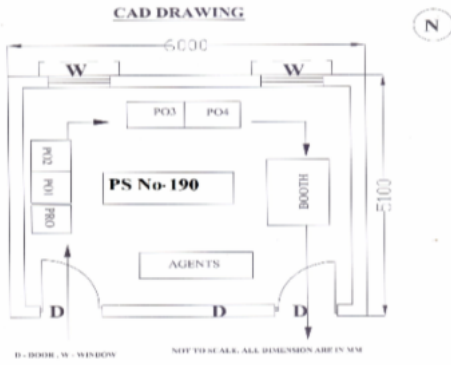 CAD DRAWING
N
6000
W W
PO3 PO4
PO2
PO1
PRO
PS No- 190
BOOTH
5100
AGENTS
D D D
D - DOOR , W - WINDOW
NOT TO SCALE, ALL DIMENSION ARE IN MM